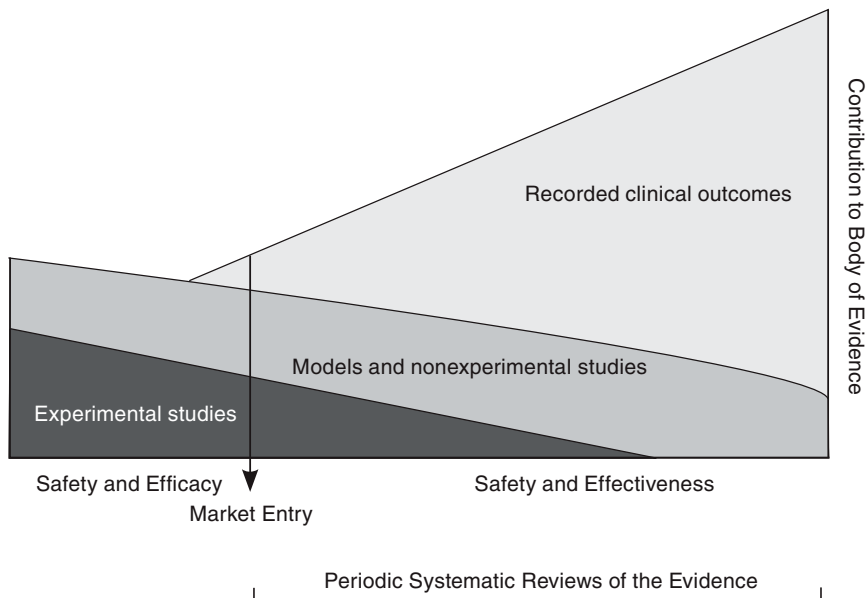 Contribution to Body of Evidence
Recorded clinical outcomes
Models and nonexperimental studies
Experimental studies
Safety and Efficacy
Safety and Effectiveness
Market Entry
Periodic Systematic Reviews of the Evidence